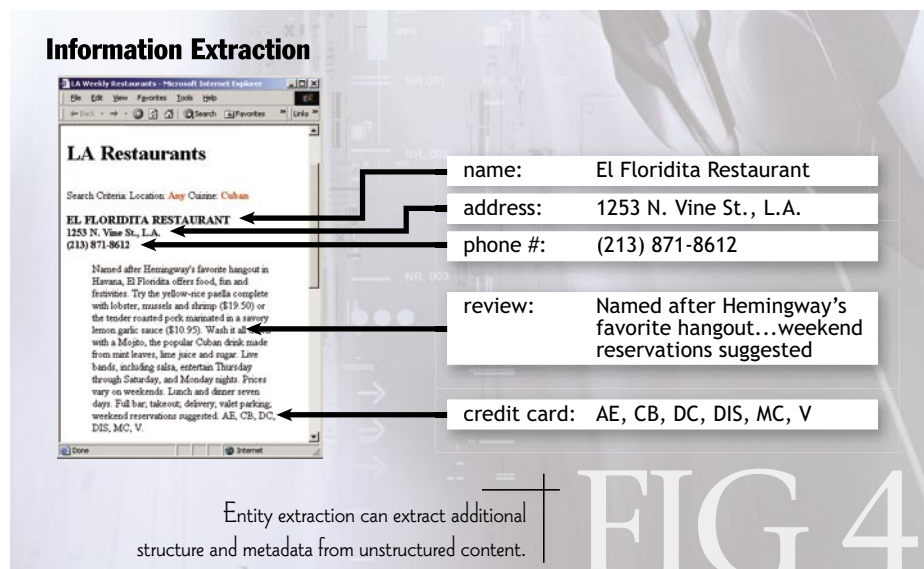 Information Extraction
LA Weekly Restaurants - Microsoft Internet Explorer
File Edit View Favorites Tools Help
Back Search Favorites Links
LA Restaurants
Search Criteria: Location: Any Cuisine: Cuban
EL FLORIDITA RESTAURANT
1253 N. Vine St., L.A.
(213) 871-8612
Named after Hemingway's favorite hangout in
Havana, El Floridita offers food, fun and
festivities. Try the yellow-rice paella complete
with lobster, mussels and shrimp ($19.50) or
the tender roasted pork marinated in a savory
lemon garlic sauce ($10.95). Wash it all
with a Mojito, the popular Cuban drink made
from mint leaves, lime juice and sugar. Live
bands, including salsa, entertain Thursday
through Saturday, and Monday nights. Prices
vary on weekends. Lunch and dinner seven
days. Full bar, takeout, delivery, valet parking,
weekend reservations suggested. AE, CB, DC,
DIS, MC, V.
Done Internet
name: El Floridita Restaurant
address: 1253 N. Vine St., L.A.
phone #: (213) 871-8612
review: Named after Hemingway's
favorite hangout...weekend
reservations suggested
credit card: AE, CB, DC, DIS, MC, V
NR.001
NR.002
NR.003
Entity extraction can extract additional
structure and metadata from unstructured content.
FIG 4